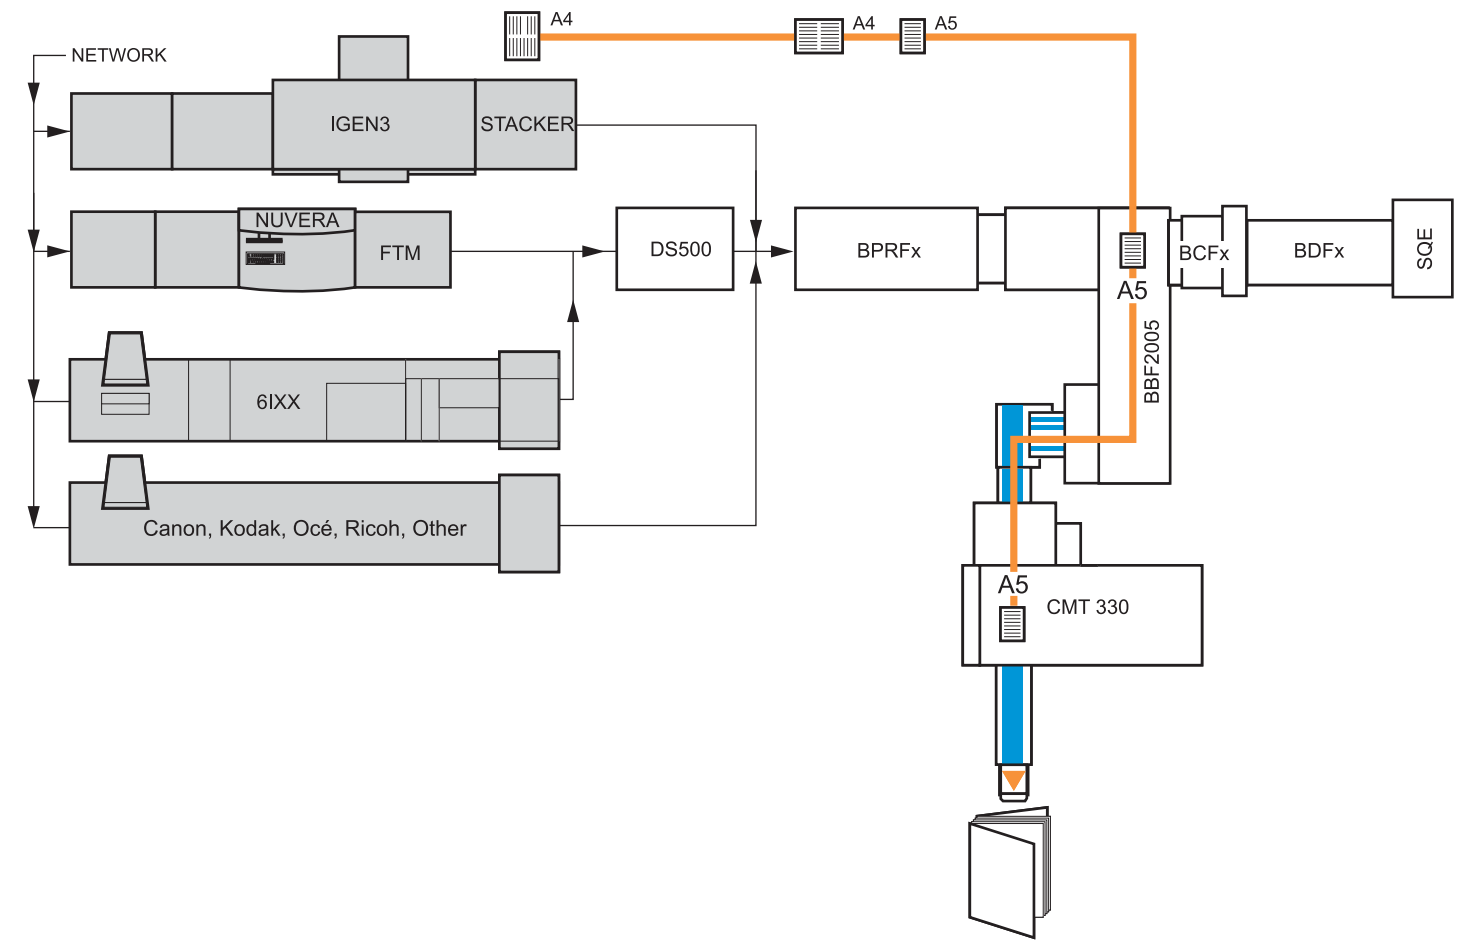 A4
A4
A5
NETWORK
IGEN3
STACKER
NUVERA
FTM
DS500
BPRFx
BCFx
BDFx
SQE
A5
BBF2005
6IXX
Canon, Kodak, Océ, Ricoh, Other
A5
CMT 330